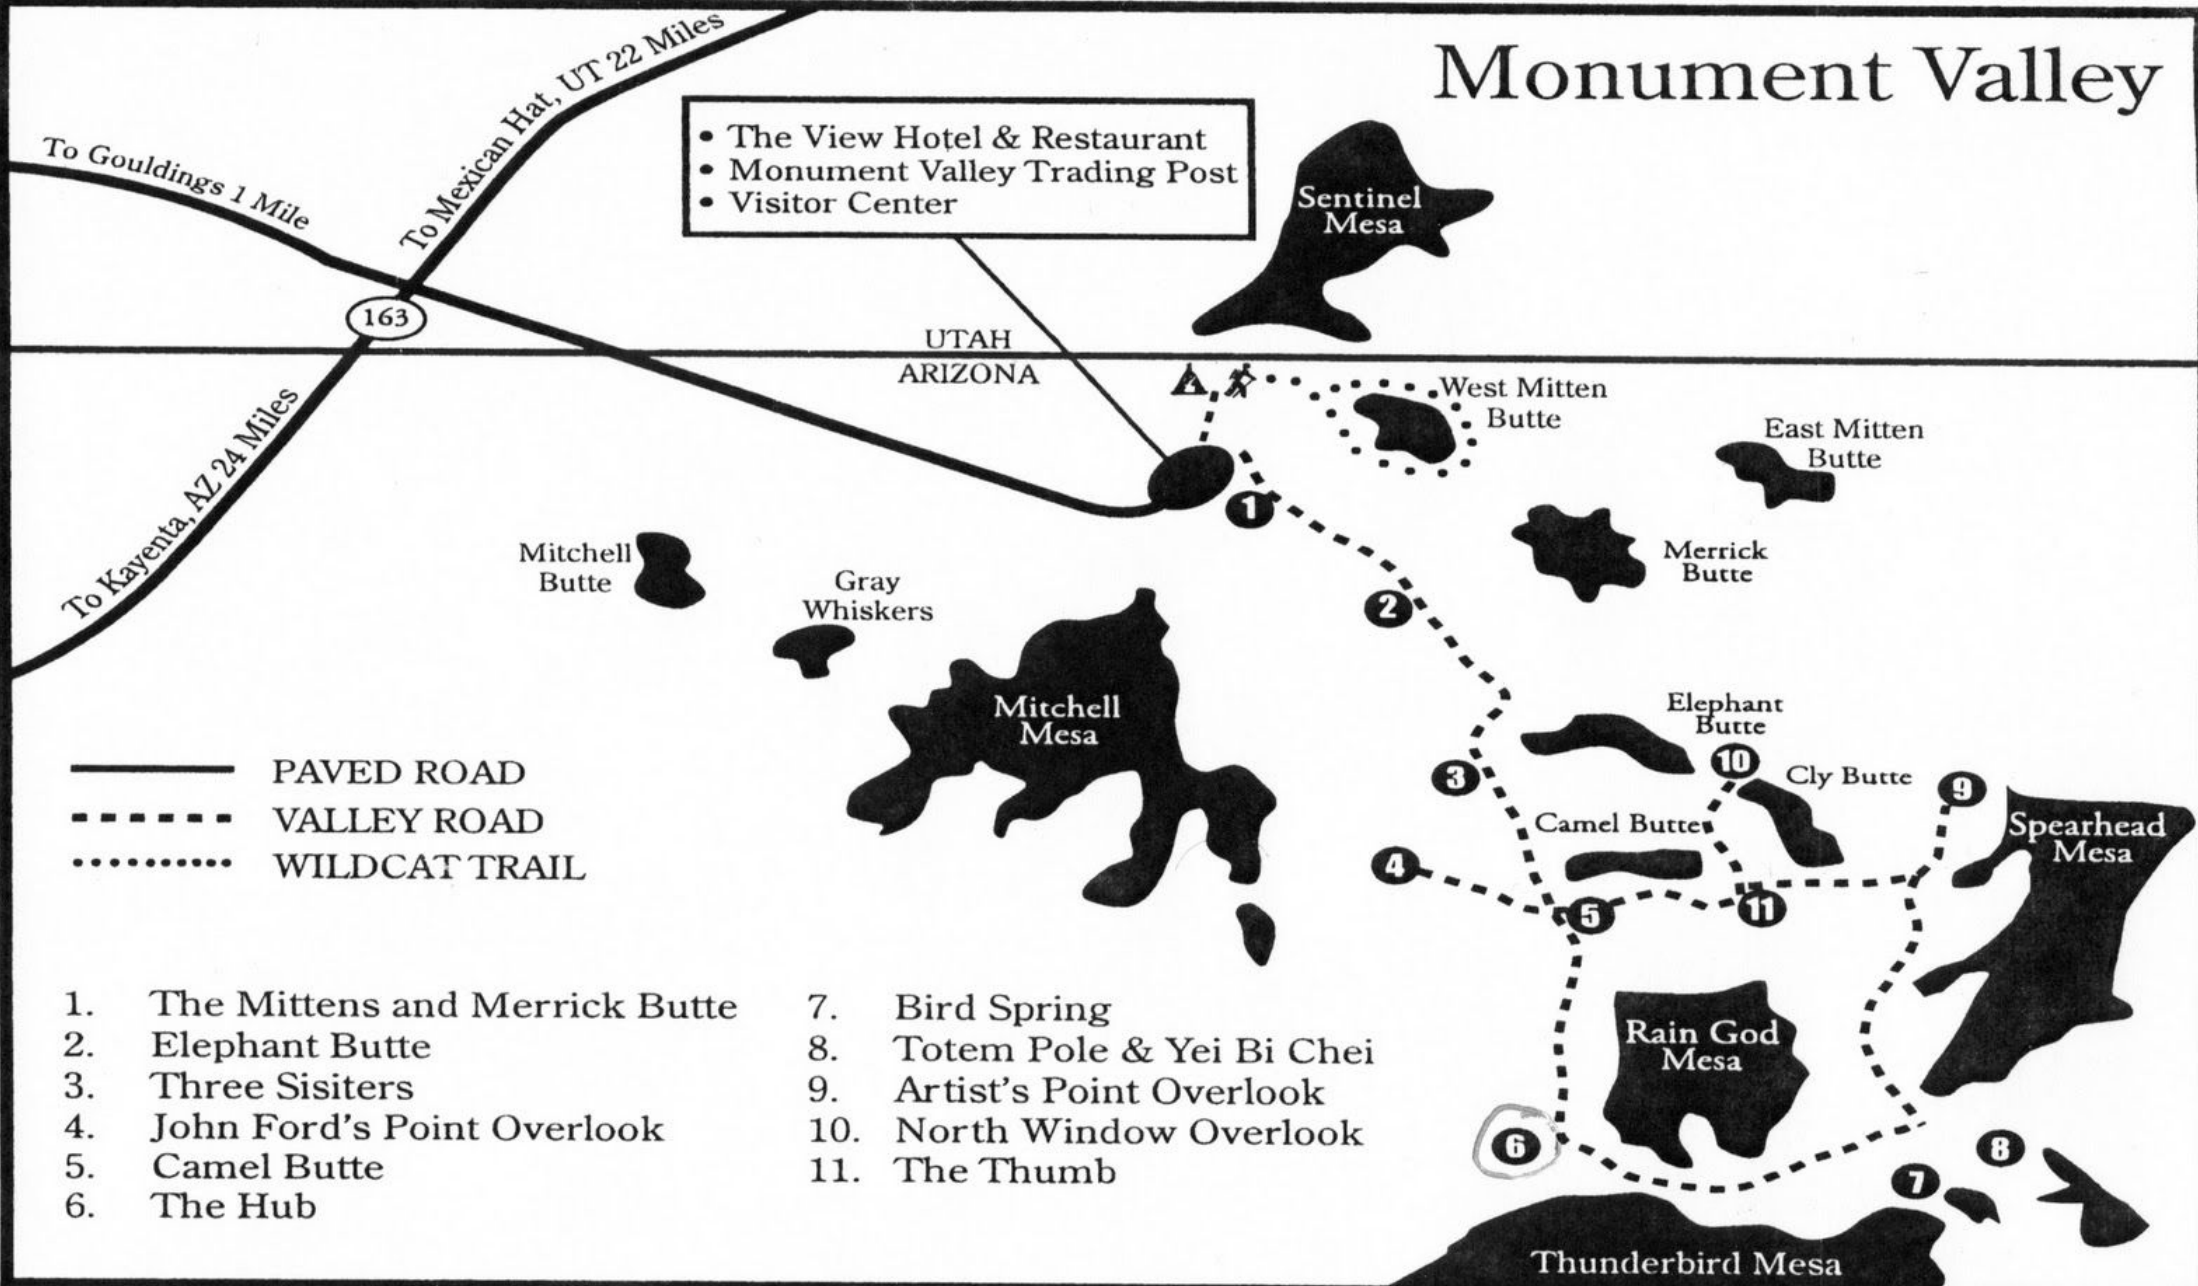 Monument Valley
To Mexican Hat, UT 22 Miles
To Gouldings 1 Mile
• The View Hotel & Restaurant
• Monument Valley Trading Post
• Visitor Center
Sentinel
Mesa
163
UTAH
ARIZONA
To Kayenta, AZ 24 Miles
West Mitten
Butte
East Mitten
Butte
1
Merrick
Butte
Mitchell
Butte
Gray
Whiskers
2
Mitchell
Mesa
Elephant
Butte
10
3
Cly Butte
9
Camel Butte
Spearhead
Mesa
4
5
11
PAVED ROAD
VALLEY ROAD
WILDCAT TRAIL
Rain God
Mesa
6
8
7
Thunderbird Mesa
1. The Mittens and Merrick Butte
2. Elephant Butte
3. Three Sisiters
4. John Ford's Point Overlook
5. Camel Butte
6. The Hub
7. Bird Spring
8. Totem Pole & Yei Bi Chei
9. Artist's Point Overlook
10. North Window Overlook
11. The Thumb